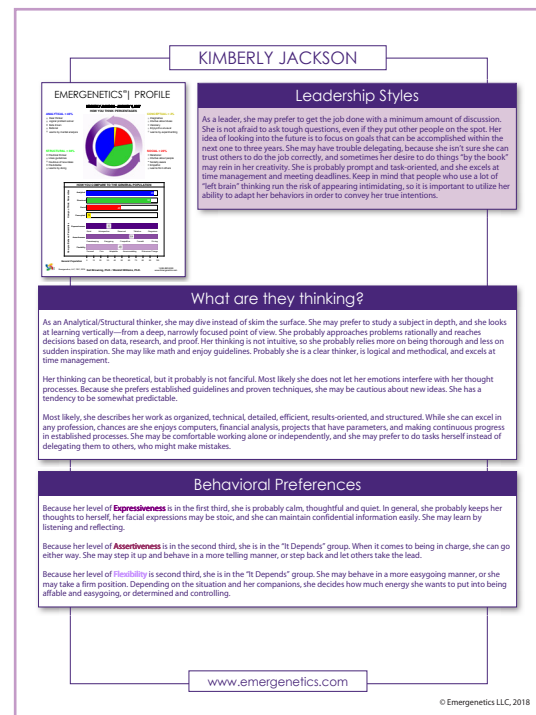 KIMBERLY JACKSON
EMERGENETICS® | PROFILE
HOW YOU THINK: PERCENTAGES
HOW YOU COMPARE TO THE GENERAL POPULATION
Leadership Styles
As a leader, she may prefer to get the job done with a minimum amount of discussion.
She is not afraid to ask tough questions, even if they put other people on the spot. Her
idea of looking into the future is to focus on goals that can be accomplished within the
next one to three years. She may have trouble delegating, because she isn't sure she can
trust others to do the job correctly, and sometimes her desire to do things "by the book"
may rein in her creativity. She is probably prompt and task-oriented, and she excels at
time management and meeting deadlines. Keep in mind that people who use a lot of
"left brain" thinking run the risk of appearing intimidating, so it is important to utilize her
ability to adapt her behaviors in order to convey her true intentions.
What are they thinking?
As an Analytical/Structural thinker, she may dive instead of skim the surface. She may prefer to study a subject in depth, and she looks
at learning vertically—from a deep, narrowly focused point of view. She probably approaches problems rationally and reaches
decisions based on data, research, and proof. Her thinking is not intuitive, so she probably relies more on being thorough and less on
sudden inspiration. She may like math and enjoy guidelines. Probably she is a clear thinker, is logical and methodical, and excels at
time management.
Her thinking can be theoretical, but it probably is not fanciful. Most likely she does not let her emotions interfere with her thought
processes. Because she prefers established guidelines and proven techniques, she may be cautious about new ideas. She has a
tendency to be somewhat predictable.
Most likely, she describes her work as organized, technical, detailed, efficient, results-oriented, and structured. While she can excel in
any profession, chances are she enjoys computers, financial analysis, projects that have parameters, and making continuous progress
in established processes. She may be comfortable working alone or independently, and she may prefer to do tasks herself instead of
delegating them to others, who might make mistakes.
Behavioral Preferences
Because her level of Expressiveness is in the first third, she is probably calm, thoughtful and quiet. In general, she probably keeps her
thoughts to herself, her facial expressions may be stoic, and she can maintain confidential information easily. She may learn by
listening and reflecting.
Because her level of Assertiveness is in the second third, she is in the "It Depends" group. When it comes to being in charge, she can go
either way. She may step it up and behave in a more telling manner, or step back and let others take the lead.
Because her level of Flexibility is second third, she is in the "It Depends" group. She may behave in a more easygoing manner, or she
may take a firm position. Depending on the situation and her companions, she decides how much energy she wants to put into being
affable and easygoing, or determined and controlling.
www.emergenetics.com
© Emergenetics LLC, 2018